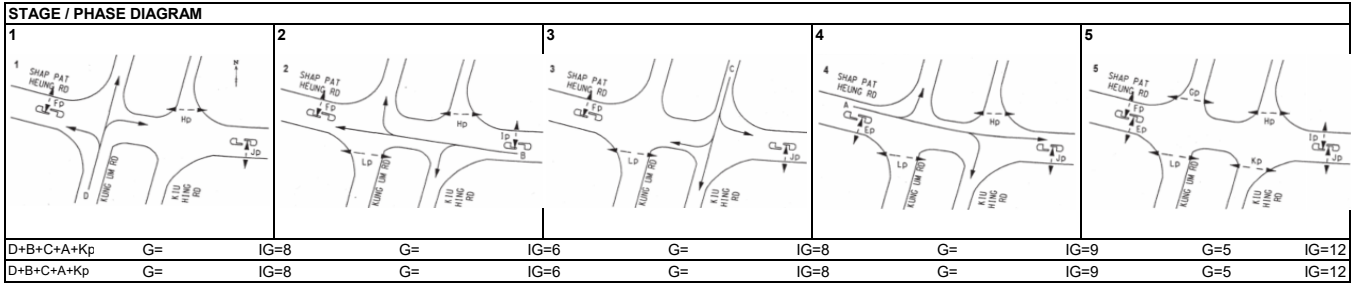 STAGE / PHASE DIAGRAM
1
2
3
4
5
1
SHAP PAT
HEUNG RD
Fp
N
Hp
Jp
D
KUNG UM RD
KIU
HING
RD
2
SHAP PAT
HEUNG RD
Fp
Hp
Ip
B
Lp
KUNG UM RD
KIU
HING
RD
3
SHAP PAT
HEUNG RD
Fp
C
Jp
Lp
KUNG UM RD
KIU
HING
RD
4
SHAP PAT
HEUNG RD
A
Ep
Hp
Jp
Lp
KUNG UM RD
KIU
HING
RD
5
SHAP PAT
HEUNG RD
Fp
Ep
Gp
Hp
Ip
Jp
Lp
Kp
KUNG UM RD
KIU
HING
RD
D+B+C+A+Kp G= IG=8 G= IG=6 G= IG=8 G= IG=9 G=5 IG=12
D+B+C+A+Kp G= IG=8 G= IG=6 G= IG=8 G= IG=9 G=5 IG=12